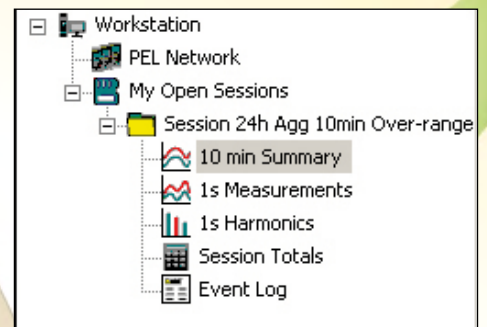 Workstation
PEL Network
My Open Sessions
Session 24h Agg 10min Over-range
10 min Summary
1s Measurements
1s Harmonics
Session Totals
Event Log